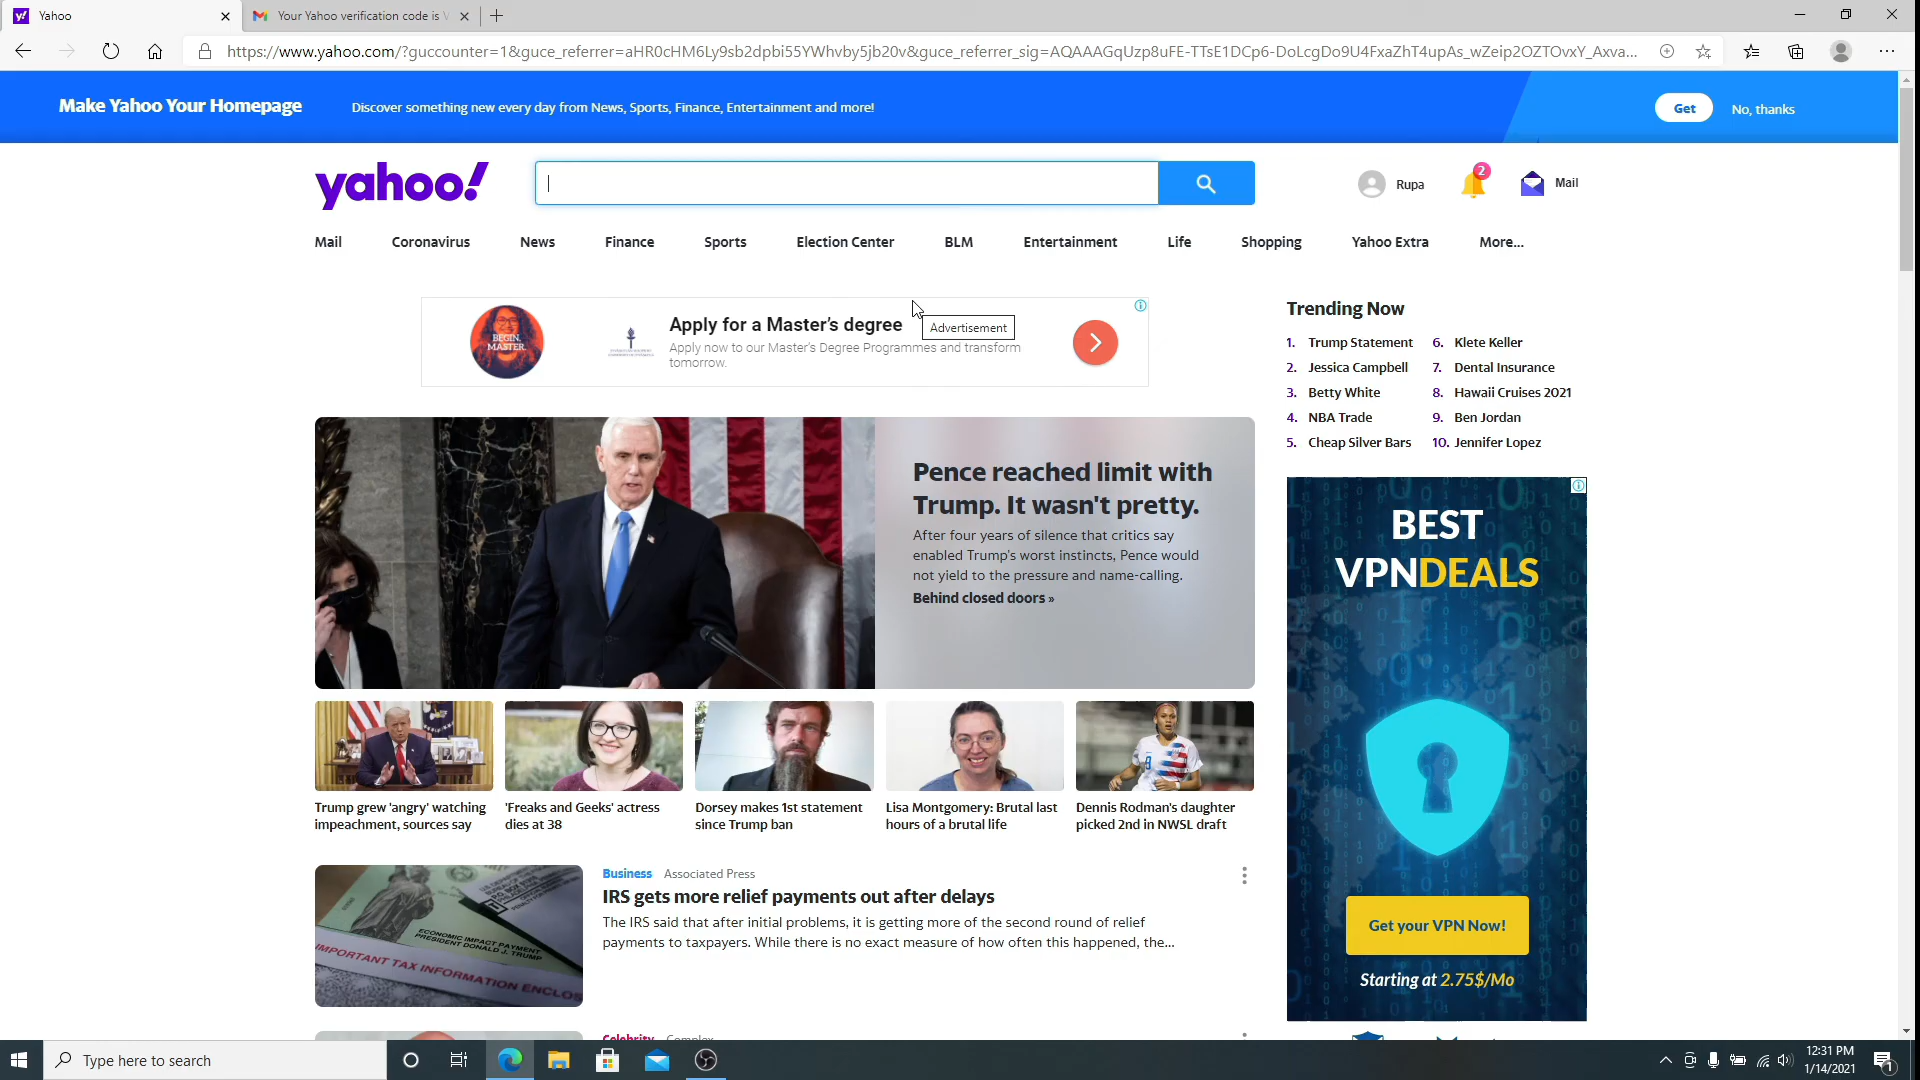 Yahoo
Your Yahoo verification code is
https://www.yahoo.com/?guccounter=1&guce_referrer=aHR0cHM6Ly9sb2dpbi55YWhvby5jb20v&guce_referrer_sig=AQAAAGqUzp8uFE-TTsE1DCp6-DoLcgDo9U4FxaZhT4upAs_wZeip2OZTOvxY_Axva...
Make Yahoo Your Homepage
Discover something new every day from News, Sports, Finance, Entertainment and more!
Get
No, thanks
yahoo!
Rupa
2
Mail
Mail Coronavirus News Finance Sports Election Center BLM Entertainment Life Shopping Yahoo Extra More...
BEGIN.
MASTER.
Apply for a Master's degree
Advertisement
Apply now to our Master's Degree Programmes and transform
tomorrow.
Trending Now
1. Trump Statement
2. Jessica Campbell
3. Betty White
4. NBA Trade
5. Cheap Silver Bars
6. Klete Keller
7. Dental Insurance
8. Hawaii Cruises 2021
9. Ben Jordan
10. Jennifer Lopez
Pence reached limit with
Trump. It wasn't pretty.
After four years of silence that critics say
enabled Trump's worst instincts, Pence would
not yield to the pressure and name-calling.
Behind closed doors »
BEST
VPNDEALS
Get your VPN Now!
Starting at 2.75$/Mo
Trump grew 'angry' watching
impeachment, sources say
'Freaks and Geeks' actress
dies at 38
Dorsey makes 1st statement
since Trump ban
Lisa Montgomery: Brutal last
hours of a brutal life
Dennis Rodman's daughter
picked 2nd in NWSL draft
ECONOMIC IMPACT PAYMENT
PRESIDENT DONALD J. TRUMP
IMPORTANT TAX INFORMATION ENCLOS
Business Associated Press
IRS gets more relief payments out after delays
The IRS said that after initial problems, it is getting more of the second round of relief
payments to taxpayers. While there is no exact measure of how often this happened, the...
Celebrity Complex
Type here to search
12:31 PM
1/14/2021
1